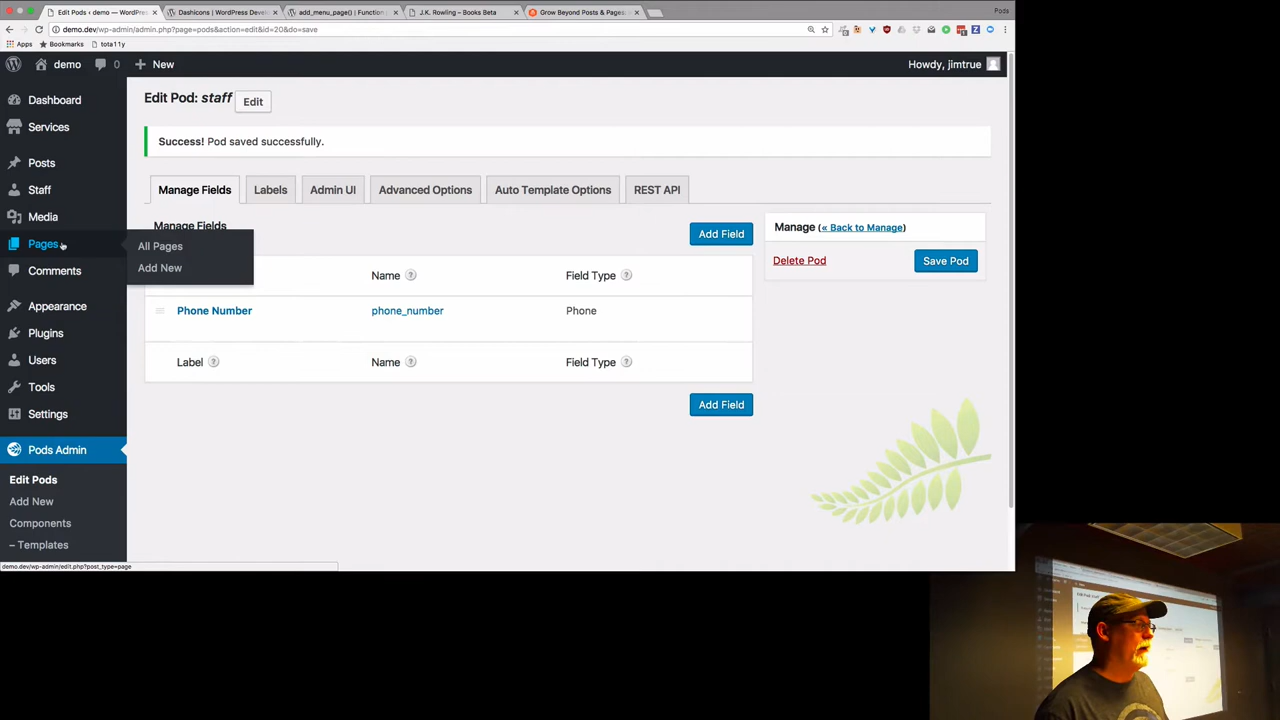 Edit Pods ‹ demo — WordPr
Dashicons | WordPress Devel
add_menu_page() | Function
J.K. Rowling – Books Beta
Grow Beyond Posts & Pages:
Pods
demo.dev/wp-admin/admin.php?page=pods&action=edit&id=20&do=save
Apps Bookmarks tota11y
demo 0 New Howdy, jimtrue
Dashboard
Services
Posts
Staff
Media
Pages
Comments
Appearance
Plugins
Users
Tools
Settings
Pods Admin
Edit Pods
Add New
Components
– Templates
All Pages
Add New
Edit Pod: staff Edit
Success! Pod saved successfully.
Manage Fields Labels Admin UI Advanced Options Auto Template Options REST API
Manage Fields
Add Field
Name ? Field Type ?
Phone Number phone_number Phone
Label ? Name ? Field Type ?
Add Field
Manage (« Back to Manage)
Delete Pod Save Pod
demo.dev/wp-admin/edit.php?post_type=page